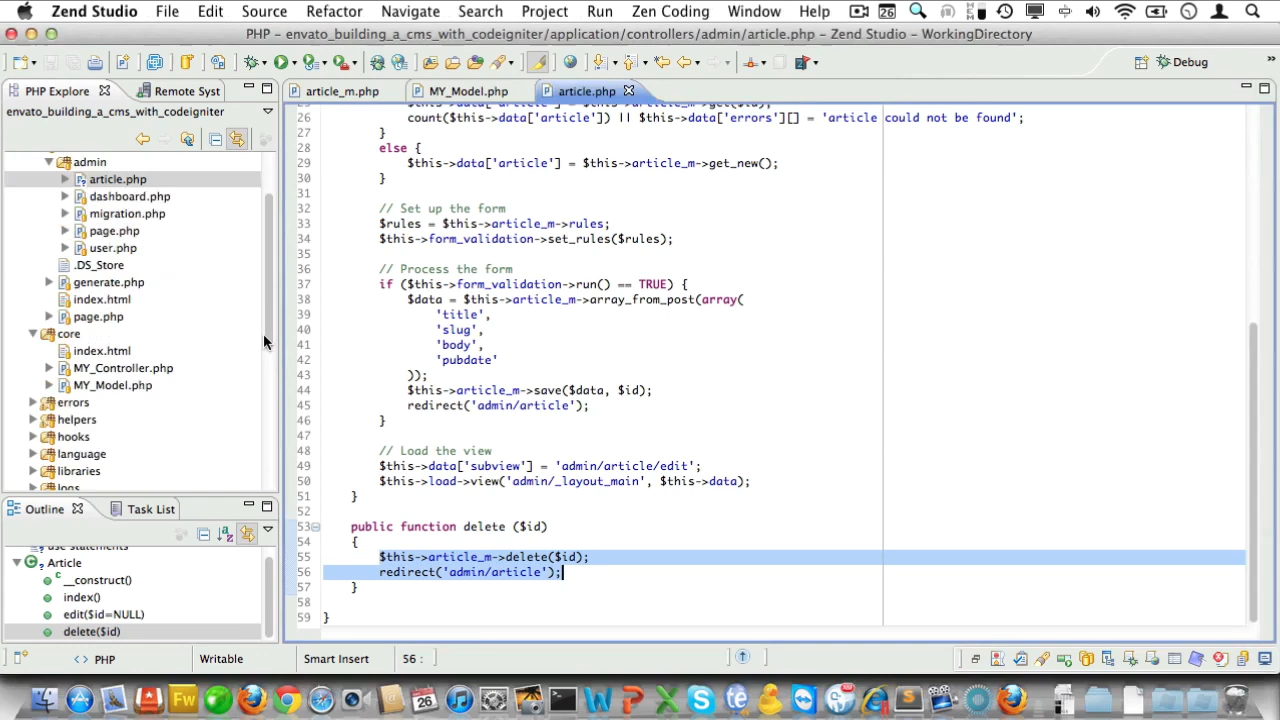 Zend Studio File Edit Source Refactor Navigate Search Project Run Zen Coding Window Help
PHP - envato_building_a_cms_with_codeigniter/application/controllers/admin/article.php - Zend Studio - WorkingDirectory
Debug
PHP Explore
Remote Syst
article_m.php
MY_Model.php
article.php
envato_building_a_cms_with_codeigniter
admin
article.php
dashboard.php
migration.php
page.php
user.php
.DS_Store
generate.php
index.html
page.php
core
index.html
MY_Controller.php
MY_Model.php
errors
helpers
hooks
language
libraries
logs
Outline
Task List
use statements
Article
__construct()
index()
edit($id=NULL)
delete($id)
26 count($this->data['article']) || $this->data['errors'][] = 'article could not be found';
27 }
28 else {
29 $this->data['article'] = $this->article_m->get_new();
30 }
31
32 // Set up the form
33 $rules = $this->article_m->rules;
34 $this->form_validation->set_rules($rules);
35
36 // Process the form
37 if ($this->form_validation->run() == TRUE) {
38 $data = $this->article_m->array_from_post(array(
39 'title',
40 'slug',
41 'body',
42 'pubdate'
43 ));
44 $this->article_m->save($data, $id);
45 redirect('admin/article');
46 }
47
48 // Load the view
49 $this->data['subview'] = 'admin/article/edit';
50 $this->load->view('admin/_layout_main', $this->data);
51 }
52
53 public function delete ($id)
54 {
55 $this->article_m->delete($id);
56 redirect('admin/article');
57 }
58
59 }
<> PHP
Writable
Smart Insert
56 :